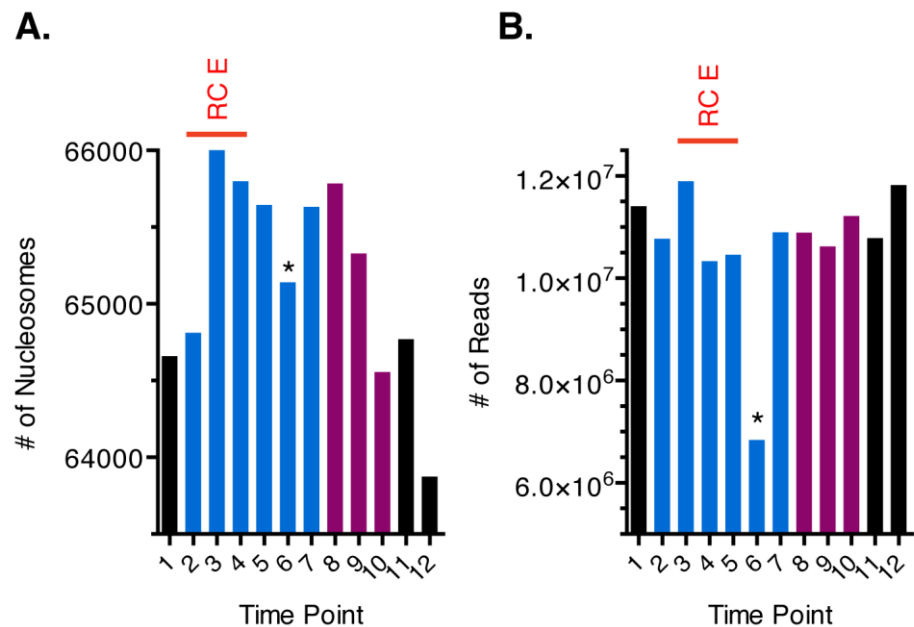 A.
RC E
66000
65000
64000
# of Nucleosomes
*
1 2 3 4 5 6 7 8 9 10 11 12
Time Point
B.
RC E
1.2×10⁷
1.0×10⁷
8.0×10⁶
6.0×10⁶
# of Reads
*
1 2 3 4 5 6 7 8 9 10 11 12
Time Point